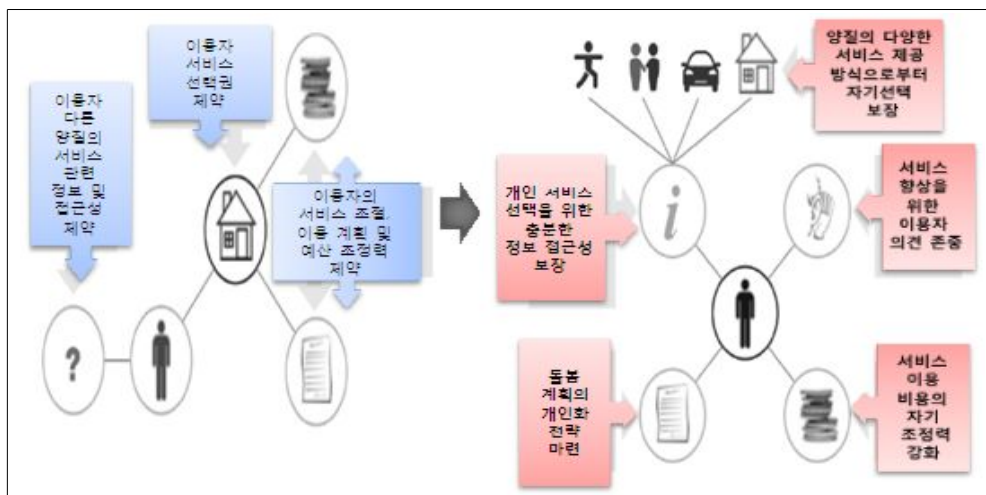 이용자
서비스
선택권
제약
이용자
다른
양질의
서비스
관련
정보 및
접근성
제약
?
이용자의
서비스 조절,
이용 계획 및
예산 조정력
제약
양질의 다양한
서비스 제공
방식으로부터
자기선택
보장
개인 서비스
선택을 위한
충분한
정보 접근성
보장
i
서비스
향상을
위한
이용자
의견 존중
돌봄
계획의
개인화
전략
마련
서비스
이용
비용의
자기
조정력
강화